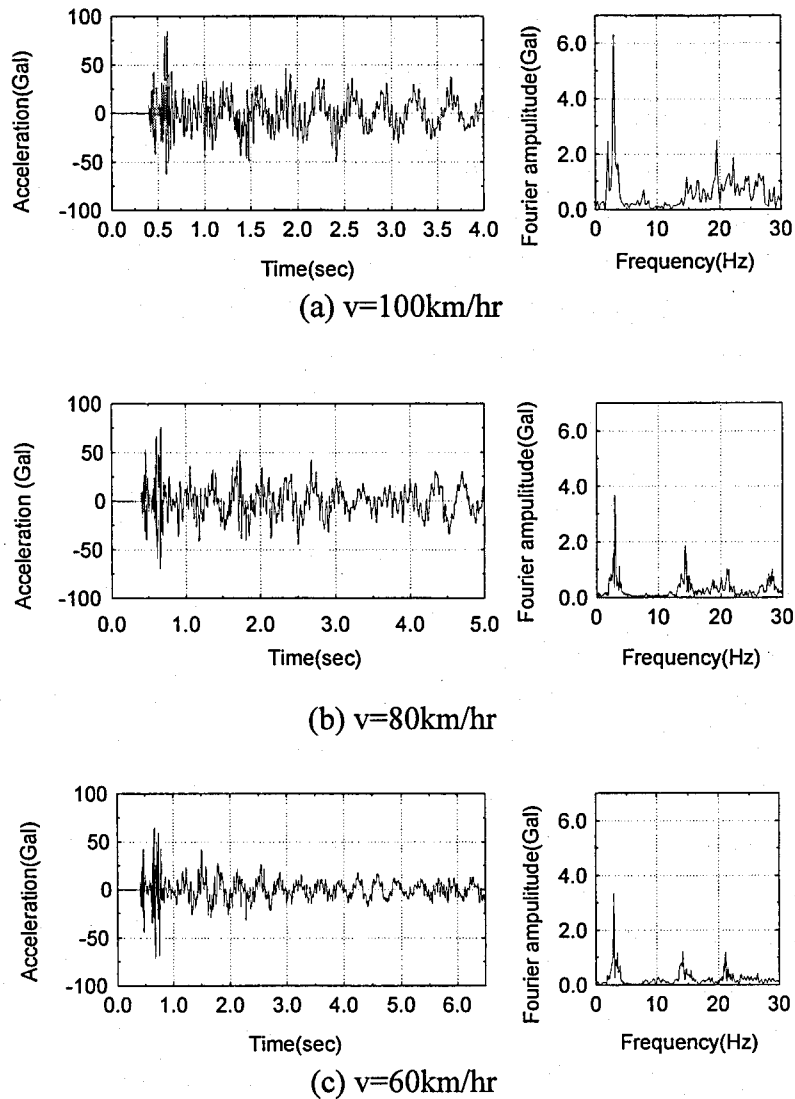 Acceleration(Gal)
100
50
0
-50
-100
0.0 0.5 1.0 1.5 2.0 2.5 3.0 3.5 4.0
Time(sec)
Fourier ampulitude(Gal)
6.0
4.0
2.0
0.0
0 10 20 30
Frequency(Hz)
(a) v=100km/hr
Acceleration (Gal)
100
50
0
-50
-100
0.0 1.0 2.0 3.0 4.0 5.0
Time(sec)
Fourier ampulitude(Gal)
6.0
4.0
2.0
0.0
0 10 20 30
Frequency(Hz)
(b) v=80km/hr
Acceleration(Gal)
100
50
0
-50
-100
0.0 1.0 2.0 3.0 4.0 5.0 6.0
Time(sec)
Fourier ampulitude(Gal)
6.0
4.0
2.0
0.0
0 10 20 30
Frequency(Hz)
(c) v=60km/hr